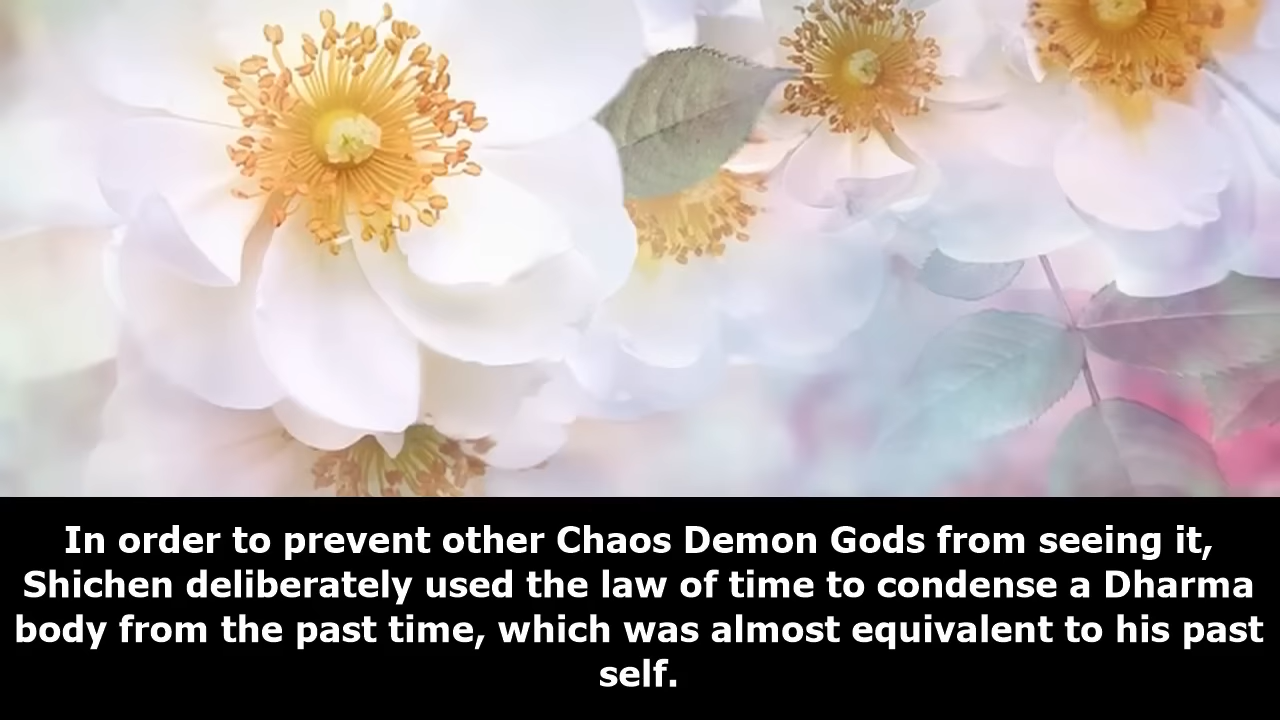 In order to prevent other Chaos Demon Gods from seeing it,
Shichen deliberately used the law of time to condense a Dharma
body from the past time, which was almost equivalent to his past
self.